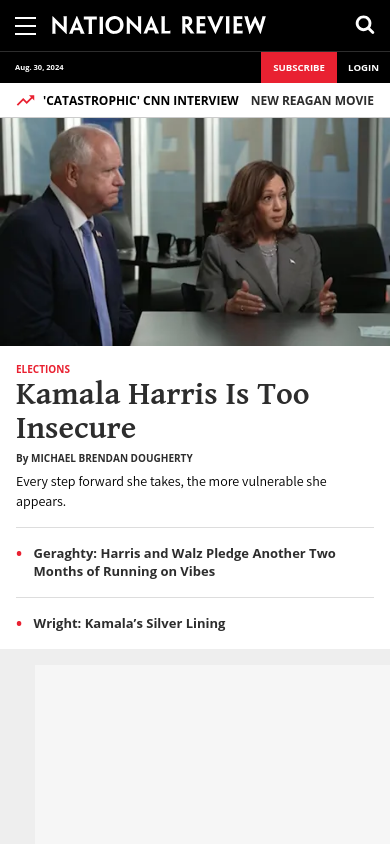 NATIONAL REVIEW
Aug. 30, 2024
SUBSCRIBE
LOGIN
'CATASTROPHIC' CNN INTERVIEW
NEW REAGAN MOVIE
ELECTIONS
Kamala Harris Is Too
Insecure
By MICHAEL BRENDAN DOUGHERTY
Every step forward she takes, the more vulnerable she
appears.
Geraghty: Harris and Walz Pledge Another Two
Months of Running on Vibes
Wright: Kamala’s Silver Lining